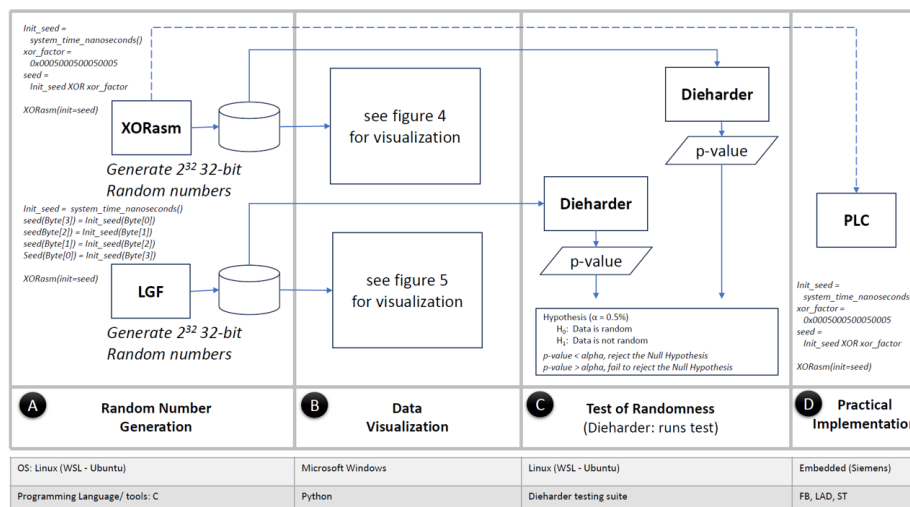 Init_seed =
system_time_nanoseconds()
xor_factor =
0x0005000500050005
seed =
Init_seed XOR xor_factor
XORasm(init=seed)
XORasm
Generate 2³² 32-bit
Random numbers
see figure 4
for visualization
Dieharder
p-value
Init_seed = system_time_nanoseconds()
seed(Byte[3]) = Init_seed(Byte[0])
seedByte[2]) = Init_seed(Byte[1])
seed(Byte[1]) = Init_seed(Byte[2])
Seed(Byte[0]) = Init_seed(Byte[3])
XORasm(init=seed)
LGF
Generate 2³² 32-bit
Random numbers
see figure 5
for visualization
Dieharder
p-value
Hypothesis (α = 0.5%)
H₀: Data is random
H₁: Data is not random
p-value < alpha, reject the Null Hypothesis
p-value > alpha, fail to reject the Null Hypothesis
PLC
Init_seed =
system_time_nanoseconds
xor_factor =
0x0005000500050005
seed =
Init_seed XOR xor_factor
XORasm(init=seed)
A
Random Number
Generation
B
Data
Visualization
C
Test of Randomness
(Dieharder: runs test)
D
Practical
Implementation
OS: Linux (WSL - Ubuntu)
Microsoft Windows
Linux (WSL - Ubuntu)
Embedded (Siemens)
Programming Language/ tools: C
Python
Dieharder testing suite
FB, LAD, ST